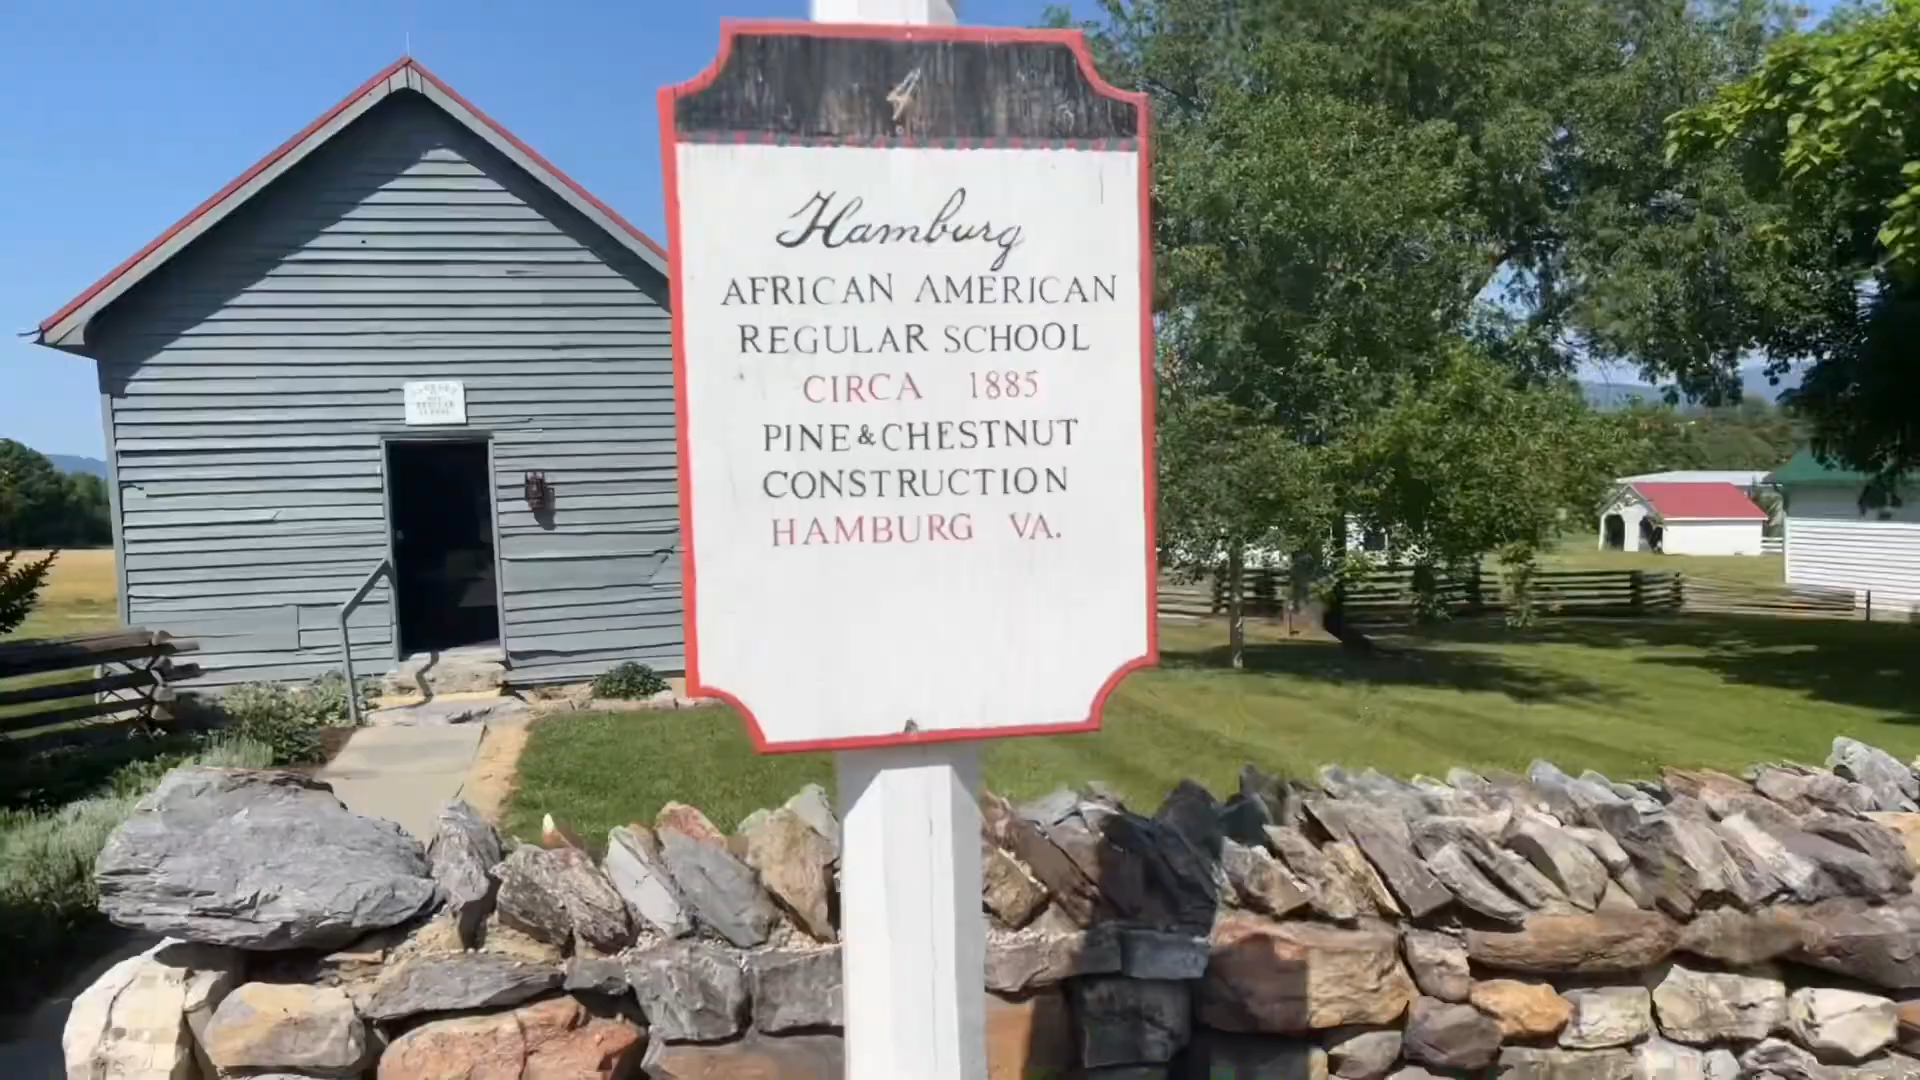 Hamburg
AFRICAN AMERICAN
REGULAR SCHOOL
CIRCA 1885
PINE & CHESTNUT
CONSTRUCTION
HAMBURG VA.